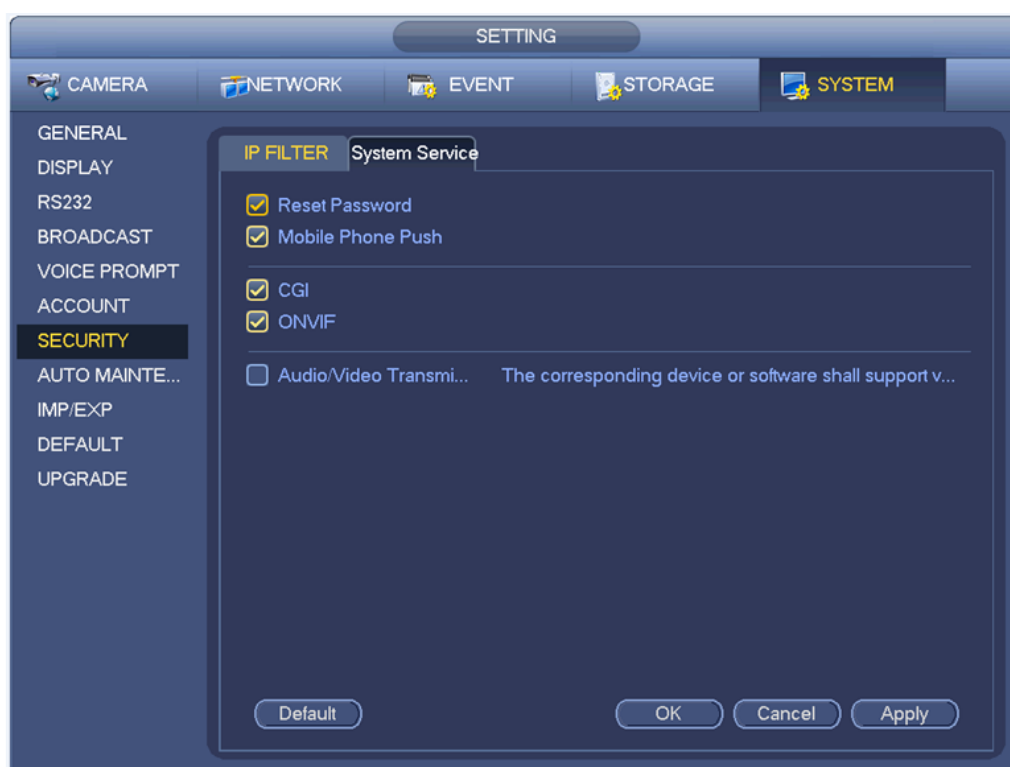 SETTING
CAMERA NETWORK EVENT STORAGE SYSTEM
GENERAL
DISPLAY
RS232
BROADCAST
VOICE PROMPT
ACCOUNT
SECURITY
AUTO MAINTE...
IMP/EXP
DEFAULT
UPGRADE
IP FILTER System Service
Reset Password
Mobile Phone Push
CGI
ONVIF
Audio/Video Transmi... The corresponding device or software shall support v...
Default OK Cancel Apply